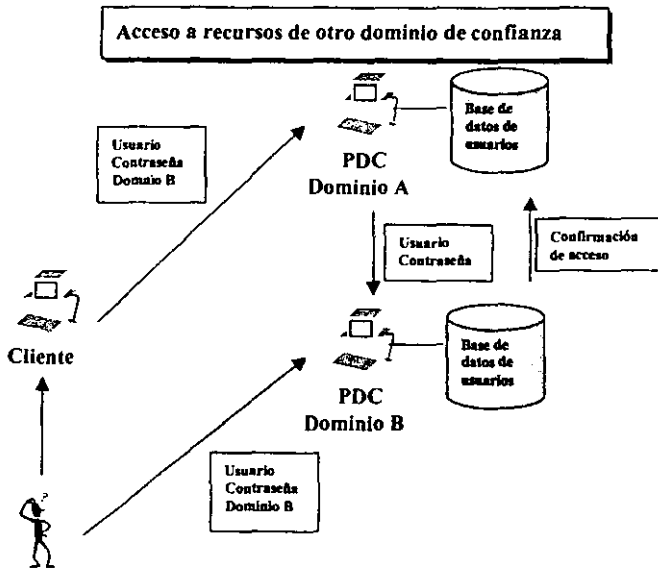 Acceso a recursos de otro dominio de confianza
Base de
datos de
usuarios
PDC
Dominio A
Usuario
Contraseña
Domnio B
Usuario
Contraseña
Confirmación
de acceso
Cliente
Base de
datos de
usuarios
PDC
Dominio B
Usuario
Contraseña
Dominio B
?